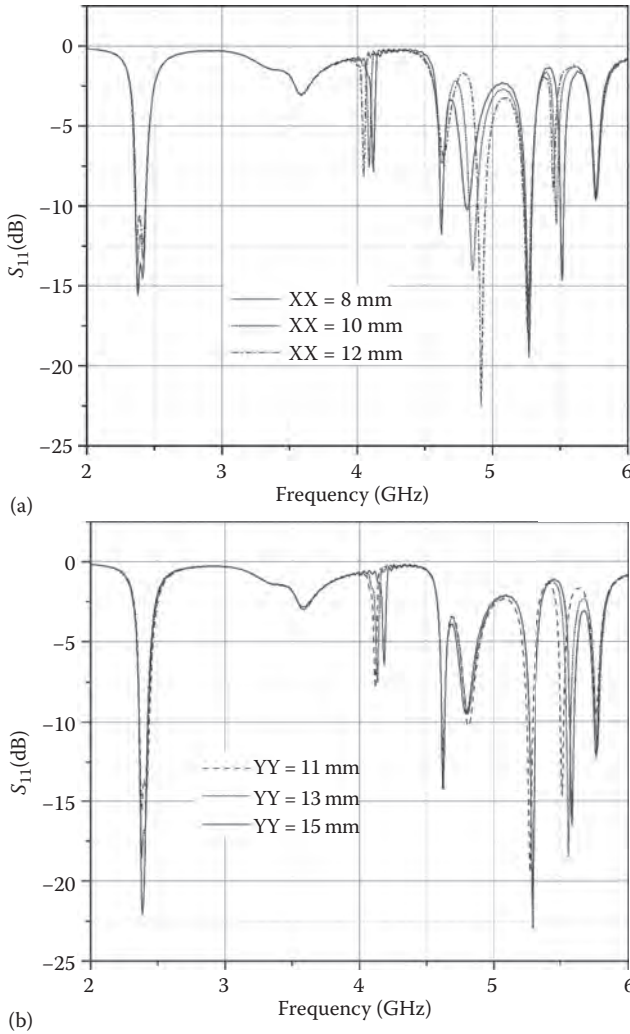 0
−5
−10
−15
−20
−25
S11(dB)
XX = 8 mm
XX = 10 mm
XX = 12 mm
2
3
4
5
6
Frequency (GHz)
(a)
0
−5
−10
−15
−20
−25
S11(dB)
YY = 11 mm
YY = 13 mm
YY = 15 mm
2
3
4
5
6
Frequency (GHz)
(b)